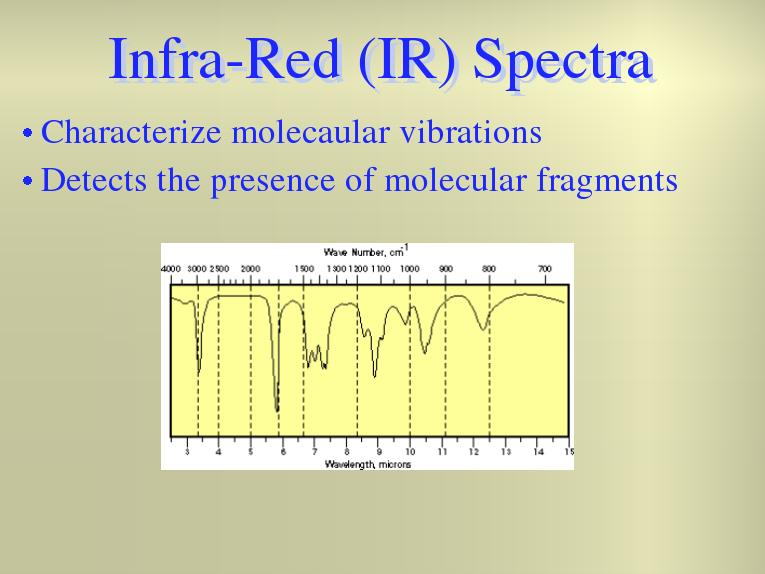 Infra-Red (IR) Spectra
• Characterize molecaular vibrations
• Detects the presence of molecular fragments
Wave Number, cm-1
4000 3000 2500 2000 1500 1300 1200 1100 1000 900 800 700
3 4 5 6 7 8 9 10 11 12 13 14 15
Wavelength, microns